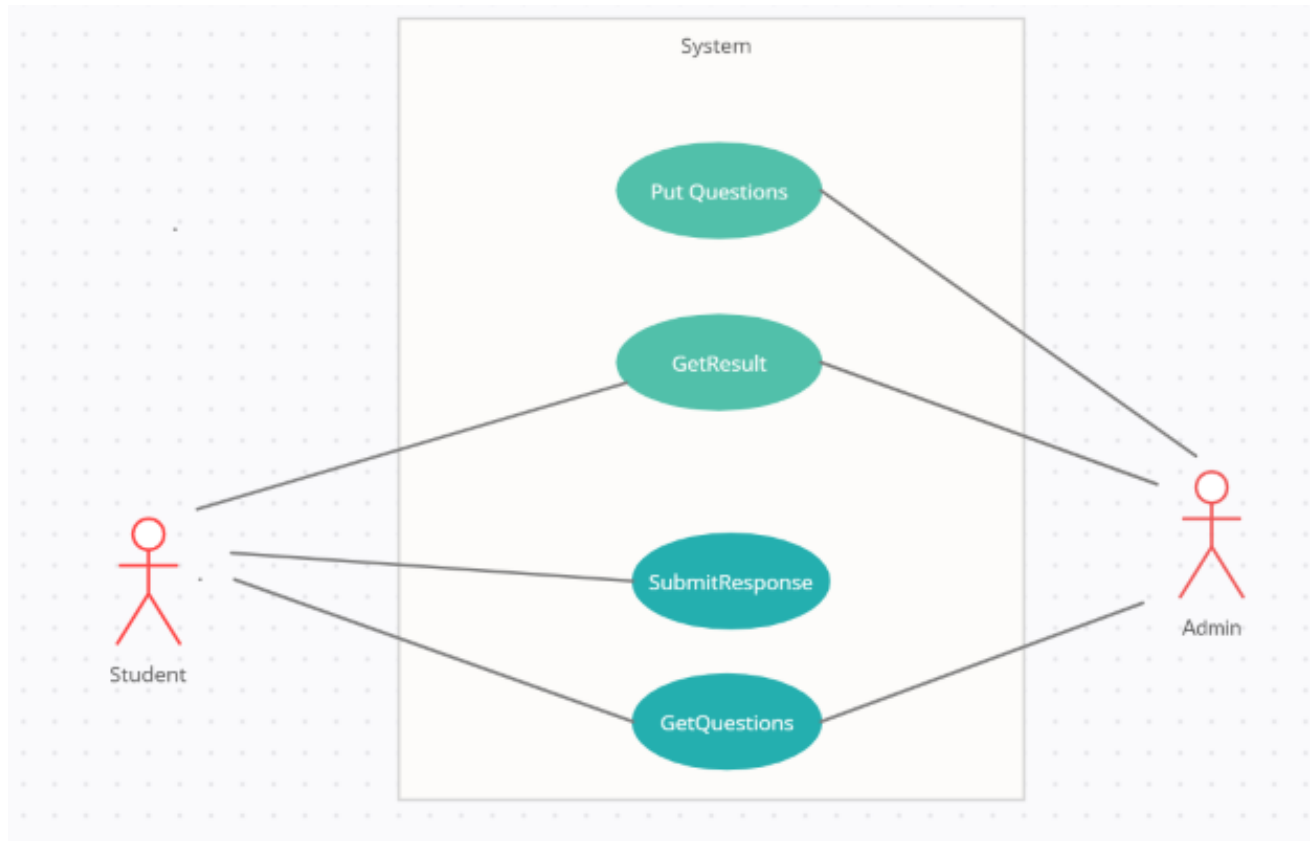 System
Put Questions
GetResult
SubmitResponse
GetQuestions
Student
Admin